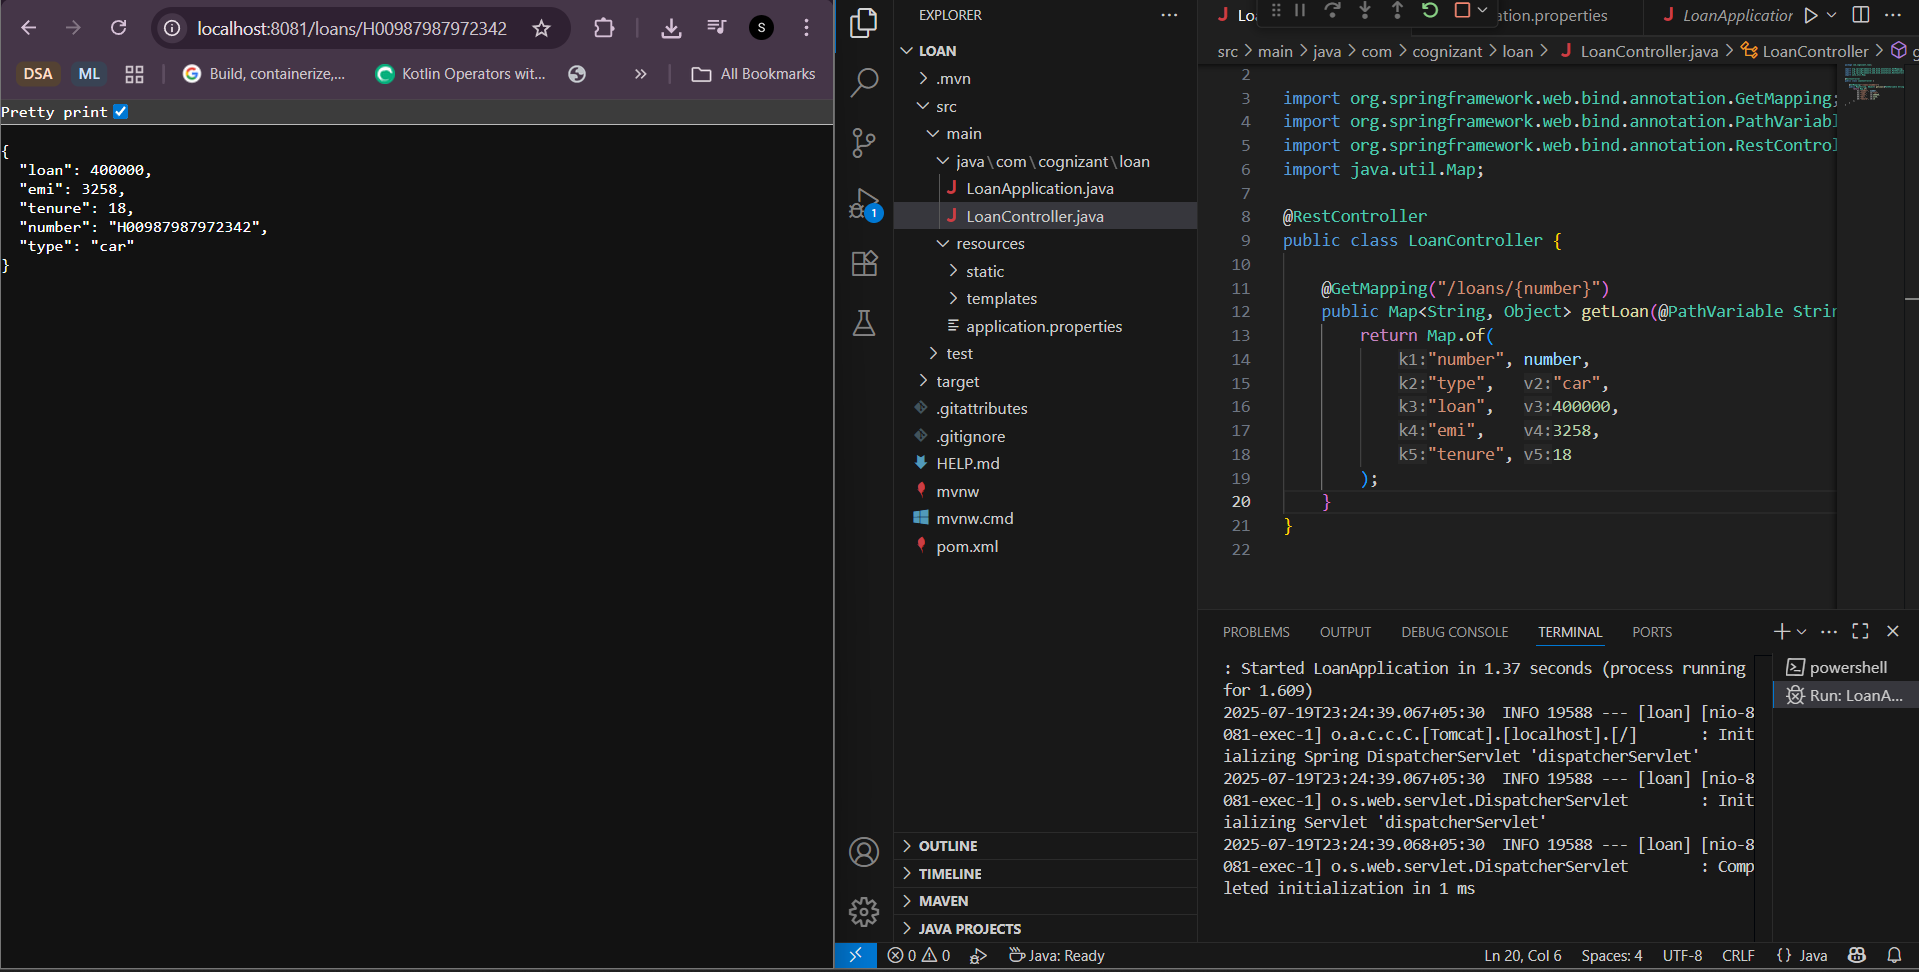 localhost:8081/loans/H00987987972342
S
DSA
ML
Build, containerize,...
Kotlin Operators wit...
»
All Bookmarks
Pretty print
{
"loan": 400000,
"emi": 3258,
"tenure": 18,
"number": "H00987987972342",
"type": "car"
}
1
EXPLORER
LOAN
.mvn
src
main
java\com\cognizant\loan
LoanApplication.java
LoanController.java
resources
static
templates
application.properties
test
target
.gitattributes
.gitignore
HELP.md
mvnw
mvnw.cmd
pom.xml
OUTLINE
TIMELINE
MAVEN
JAVA PROJECTS
J Lo
ation.properties
J LoanApplication
src > main > java > com > cognizant > loan > J LoanController.java > LoanController >
2
3 import org.springframework.web.bind.annotation.GetMapping;
4 import org.springframework.web.bind.annotation.PathVariabl
5 import org.springframework.web.bind.annotation.RestControl
6 import java.util.Map;
7
8 @RestController
9 public class LoanController {
10
11 @GetMapping("/loans/{number}")
12 public Map<String, Object> getLoan(@PathVariable Strin
13 return Map.of(
14 k1:"number", number,
15 k2:"type", v2:"car",
16 k3:"loan", v3:400000,
17 k4:"emi", v4:3258,
18 k5:"tenure", v5:18
19 );
20 }
21 }
22
PROBLEMS OUTPUT DEBUG CONSOLE TERMINAL PORTS
: Started LoanApplication in 1.37 seconds (process running
for 1.609)
2025-07-19T23:24:39.067+05:30 INFO 19588 --- [loan] [nio-8
081-exec-1] o.a.c.c.C.[Tomcat].[localhost].[/] : Init
ializing Spring DispatcherServlet 'dispatcherServlet'
2025-07-19T23:24:39.067+05:30 INFO 19588 --- [loan] [nio-8
081-exec-1] o.s.web.servlet.DispatcherServlet : Init
ializing Servlet 'dispatcherServlet'
2025-07-19T23:24:39.068+05:30 INFO 19588 --- [loan] [nio-8
081-exec-1] o.s.web.servlet.DispatcherServlet : Comp
leted initialization in 1 ms
powershell
Run: LoanA...
0 0 Java: Ready
Ln 20, Col 6 Spaces: 4 UTF-8 CRLF {} Java